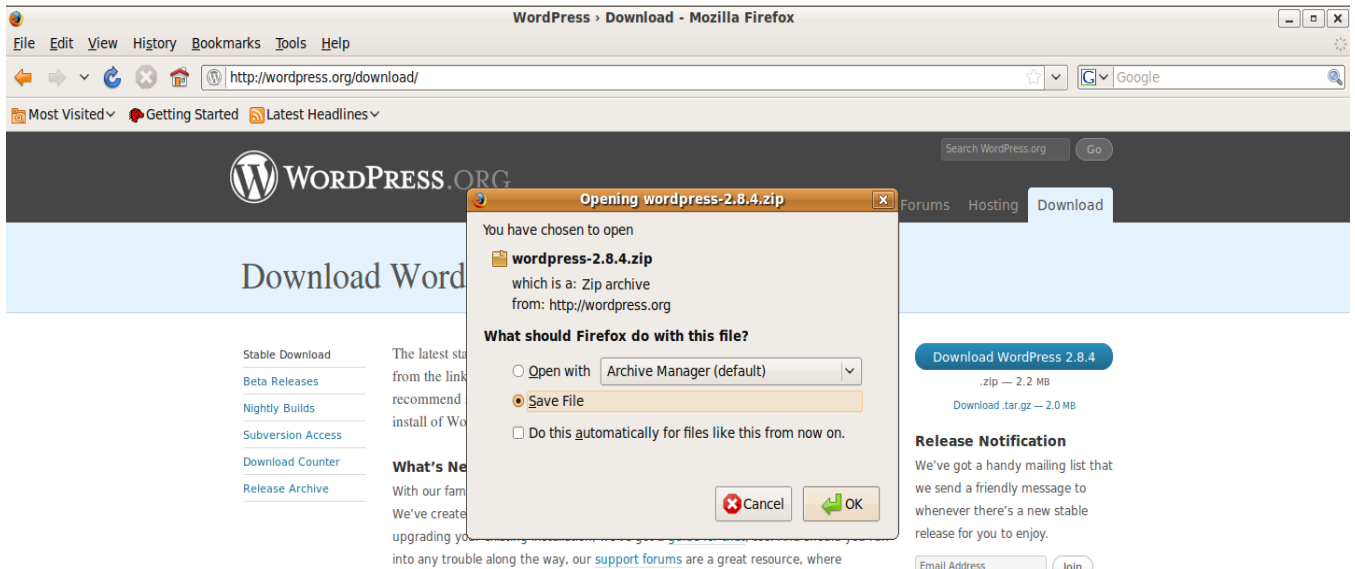 WordPress › Download - Mozilla Firefox
File Edit View History Bookmarks Tools Help
http://wordpress.org/download/
G Google
Most Visited Getting Started Latest Headlines
WORDPRESS.ORG
Search WordPress.org Go
Forums Hosting Download
Download Word
Opening wordpress-2.8.4.zip
You have chosen to open
wordpress-2.8.4.zip
which is a: Zip archive
from: http://wordpress.org
What should Firefox do with this file?
Open with Archive Manager (default)
Save File
Do this automatically for files like this from now on.
Cancel OK
Stable Download
Beta Releases
Nightly Builds
Subversion Access
Download Counter
Release Archive
The latest sta
from the link
recommend
install of Wo
What's Ne
With our fam
We've create
upgrading
into any trouble along the way, our support forums are a great resource, where
Download WordPress 2.8.4
.zip — 2.2 MB
Download .tar.gz — 2.0 MB
Release Notification
We've got a handy mailing list that
we send a friendly message to
whenever there's a new stable
release for you to enjoy.
Email Address Join